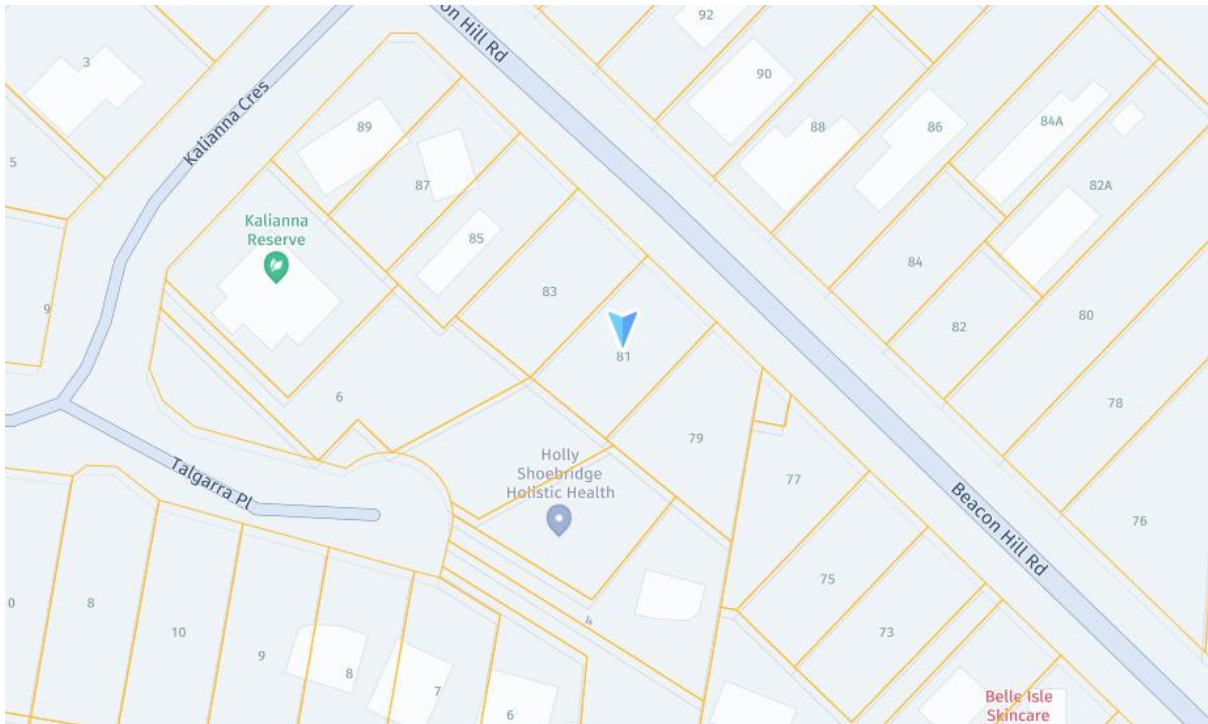 92
on Hill Rd
3
90
Kalianna Cres
84A
89
88
86
5
87
82A
Kalianna
Reserve
85
84
83
9
80
82
81
6
78
79
Holly
Shoebridge
Holistic Health
77
Talgarra Pl
Beacon Hill Rd
76
75
0
8
10
4
73
9
8
7
6
Belle Isle
Skincare